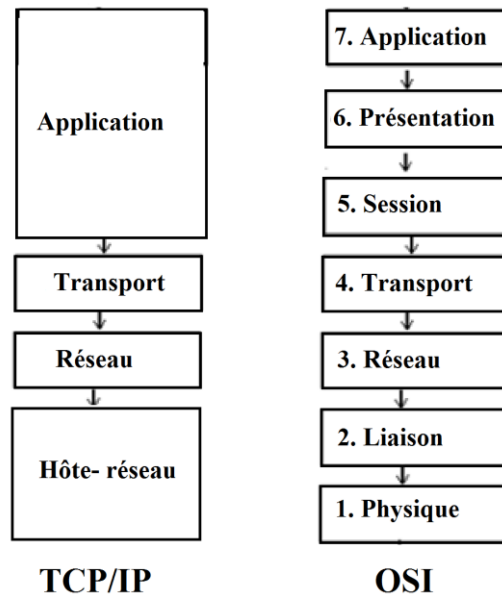 Application
Transport
Réseau
Hôte- réseau
TCP/IP
7. Application
6. Présentation
5. Session
4. Transport
3. Réseau
2. Liaison
1. Physique
OSI